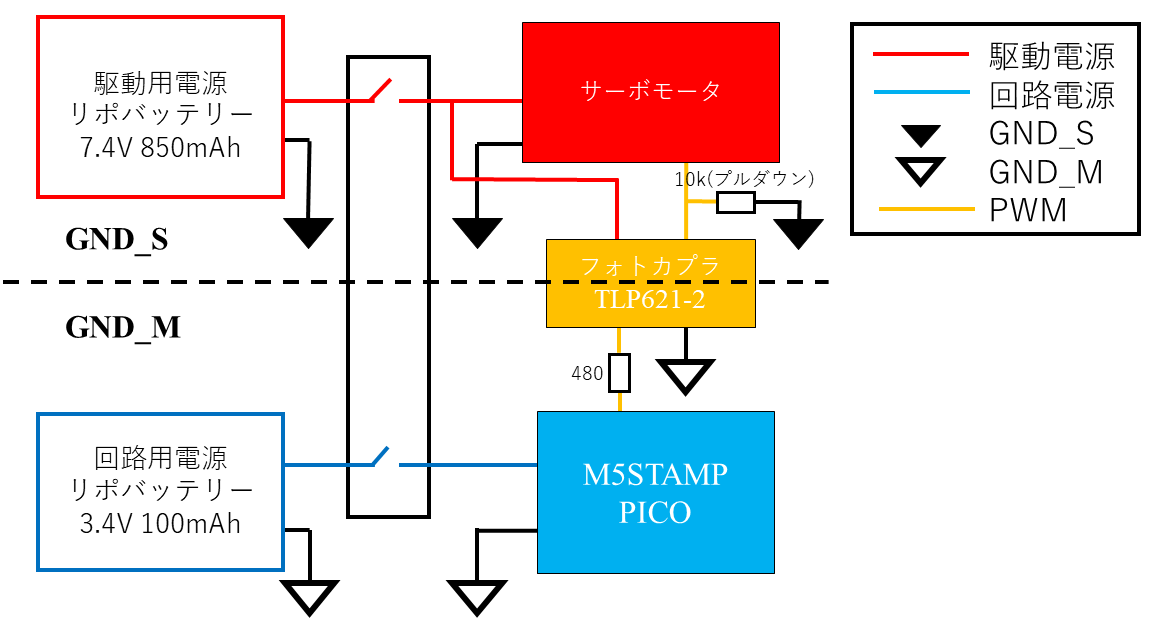 駆動用電源
リポバッテリー
7.4V 850mAh
サーボモータ
10k(プルダウン)
GND_S
フォトカプラ
TLP621-2
GND_M
480
回路用電源
リポバッテリー
3.4V 100mAh
M5STAMP
PICO
駆動電源
回路電源
GND_S
GND_M
PWM